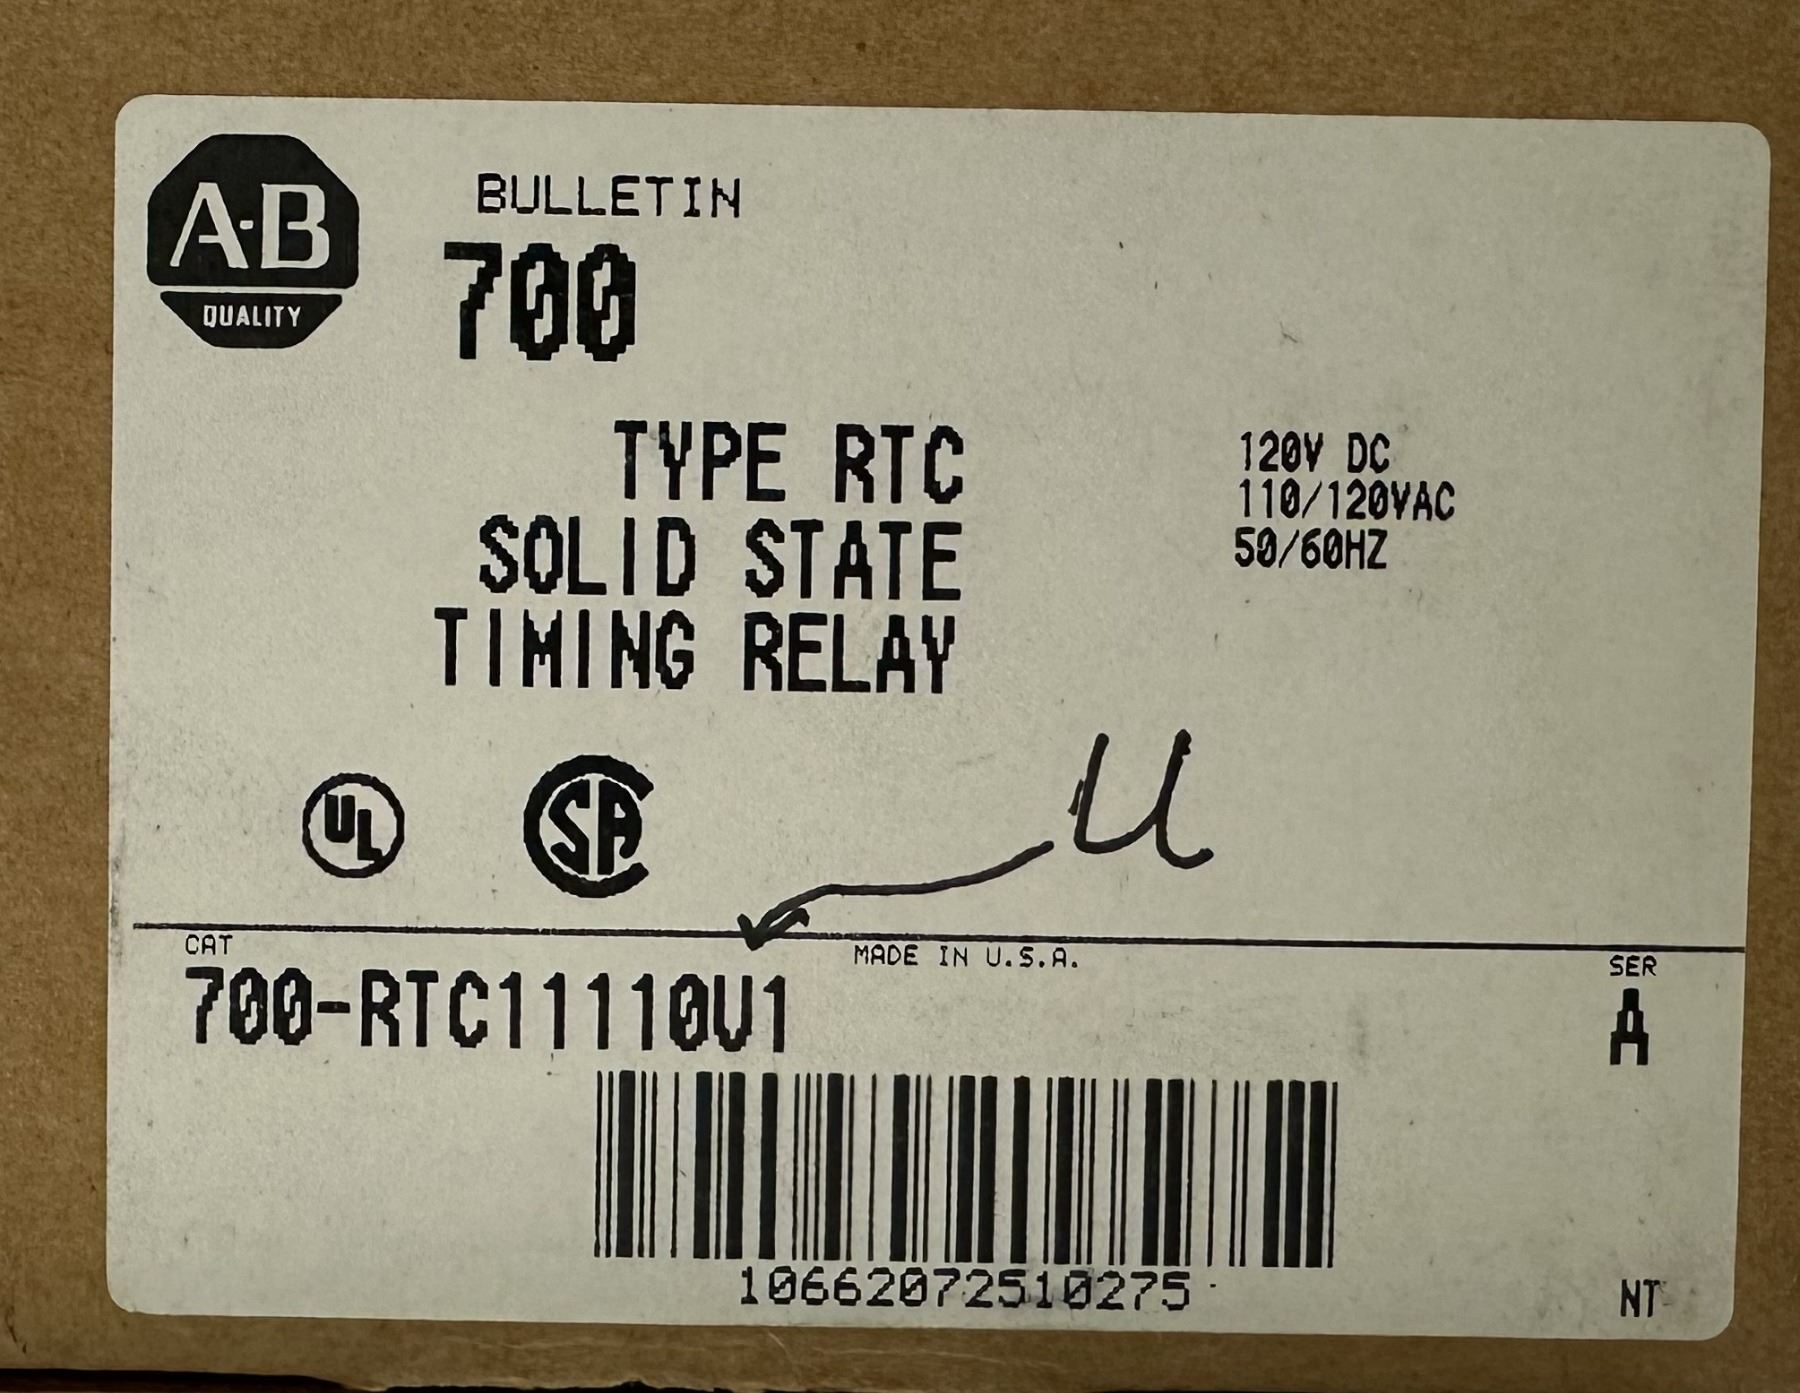 A-B
QUALITY
BULLETIN
700
TYPE RTC
SOLID STATE
TIMING RELAY
120V DC
110/120VAC
50/60HZ
UL
CSA
U
CAT
MADE IN U.S.A.
SER
700-RTC11110U1
A
10662072510275
NT